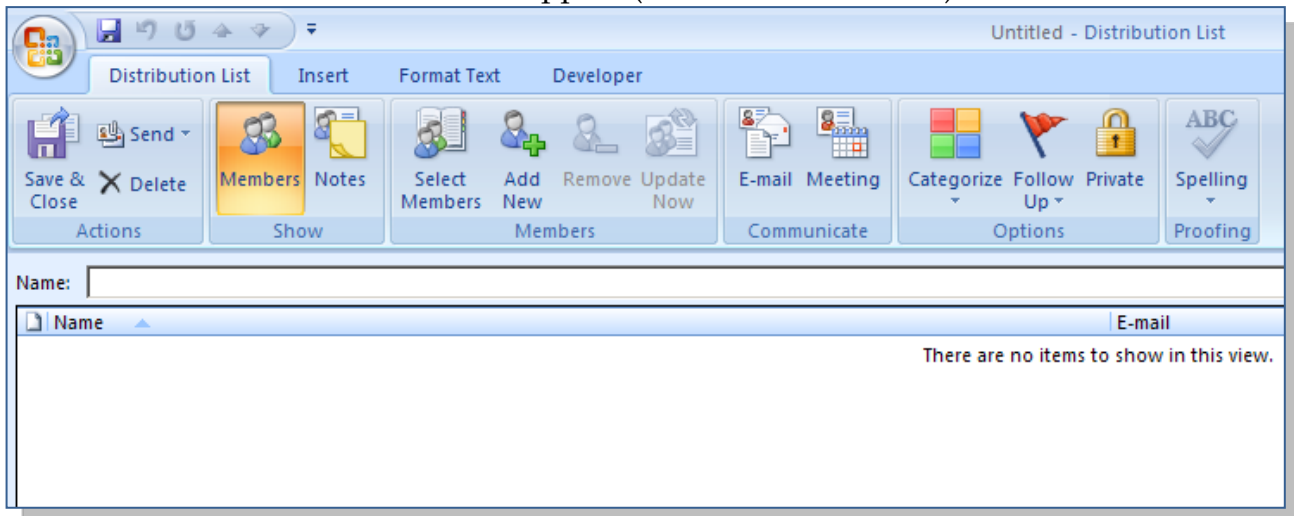 Untitled - Distribution List
Distribution List Insert Format Text Developer
Save & Close
Send
Delete
Members
Notes
Select Members
Add New
Remove
Update Now
E-mail
Meeting
Categorize
Follow Up
Private
ABC
Spelling
Actions Show Members Communicate Options Proofing
Name:
Name E-mail
There are no items to show in this view.